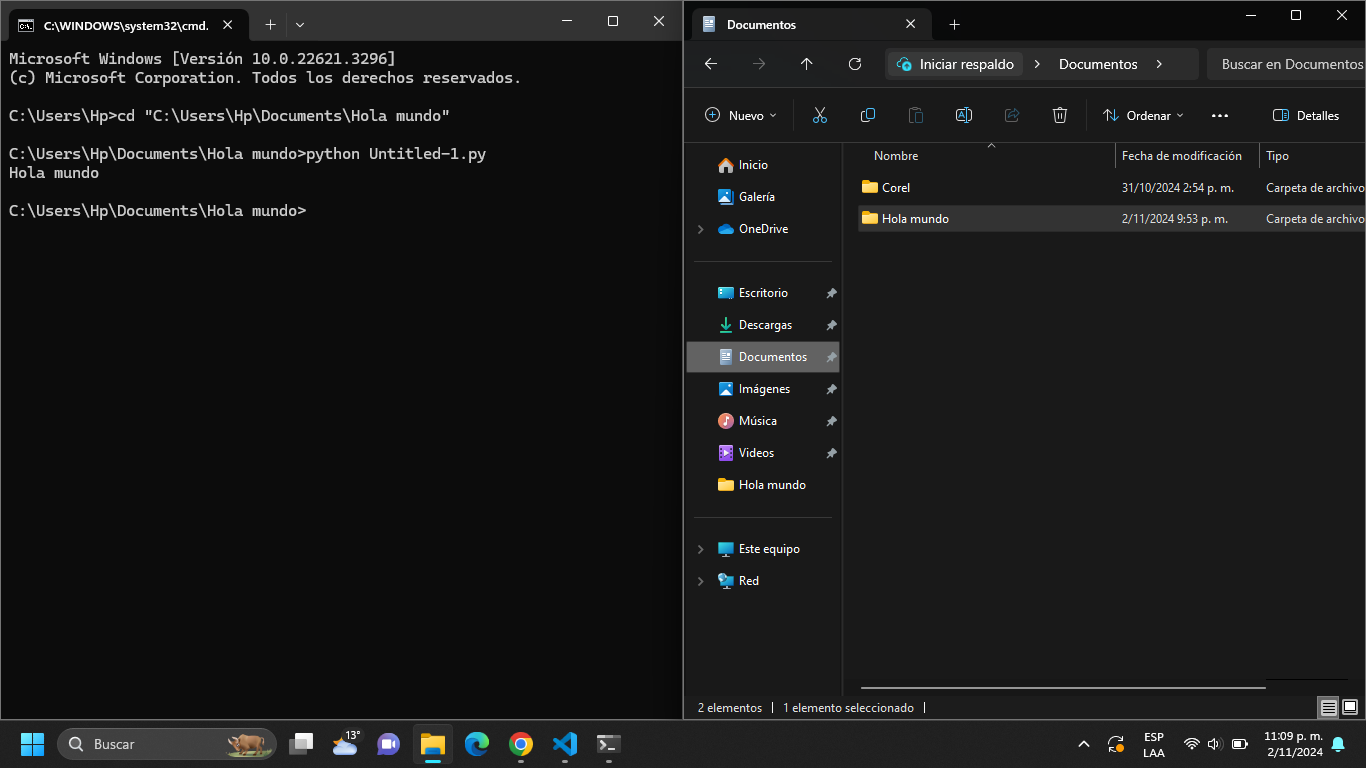 C:\WINDOWS\system32\cmd.
Microsoft Windows [Versión 10.0.22621.3296]
(c) Microsoft Corporation. Todos los derechos reservados.
C:\Users\Hp>cd "C:\Users\Hp\Documents\Hola mundo"
C:\Users\Hp\Documents\Hola mundo>python Untitled-1.py
Hola mundo
C:\Users\Hp\Documents\Hola mundo>
Documentos
Iniciar respaldo > Documentos >
Buscar en Documentos
Nuevo
Ordenar
Detalles
Inicio
Galería
OneDrive
Escritorio
Descargas
Documentos
Imágenes
Música
Videos
Hola mundo
Este equipo
Red
Nombre Fecha de modificación Tipo
Corel 31/10/2024 2:54 p. m. Carpeta de archivo
Hola mundo 2/11/2024 9:53 p. m. Carpeta de archivo
2 elementos | 1 elemento seleccionado |
Buscar
13°
ESP
LAA
11:09 p. m.
2/11/2024